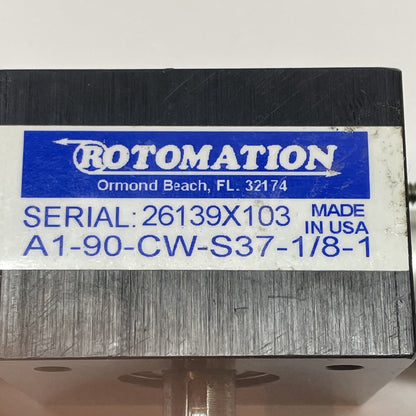 ROTOMATION
Ormond Beach, FL. 32174
SERIAL: 26139X103
MADE
IN USA
A1-90-CW-S37-1/8-1